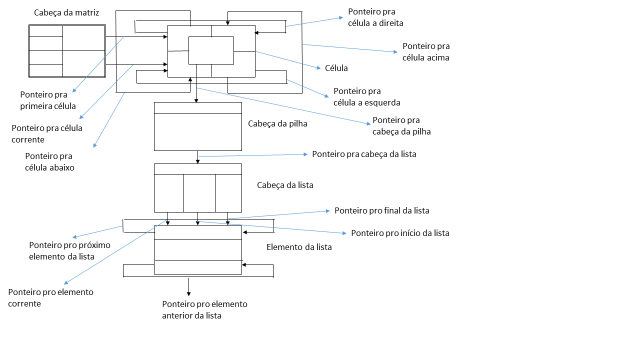 Cabeça da matriz
Ponteiro pra
célula a direita
Ponteiro pra
célula acima
Célula
Ponteiro pra
célula a esquerda
Ponteiro pra
primeira célula
Ponteiro pra célula
corrente
Ponteiro pra
cabeça da pilha
Cabeça da pilha
Ponteiro pra
célula abaixo
Ponteiro pra cabeça da lista
Cabeça da lista
Ponteiro pro final da lista
Ponteiro pro início da lista
Ponteiro pro próximo
elemento da lista
Elemento da lista
Ponteiro pro elemento
corrente
Ponteiro pro elemento
anterior da lista